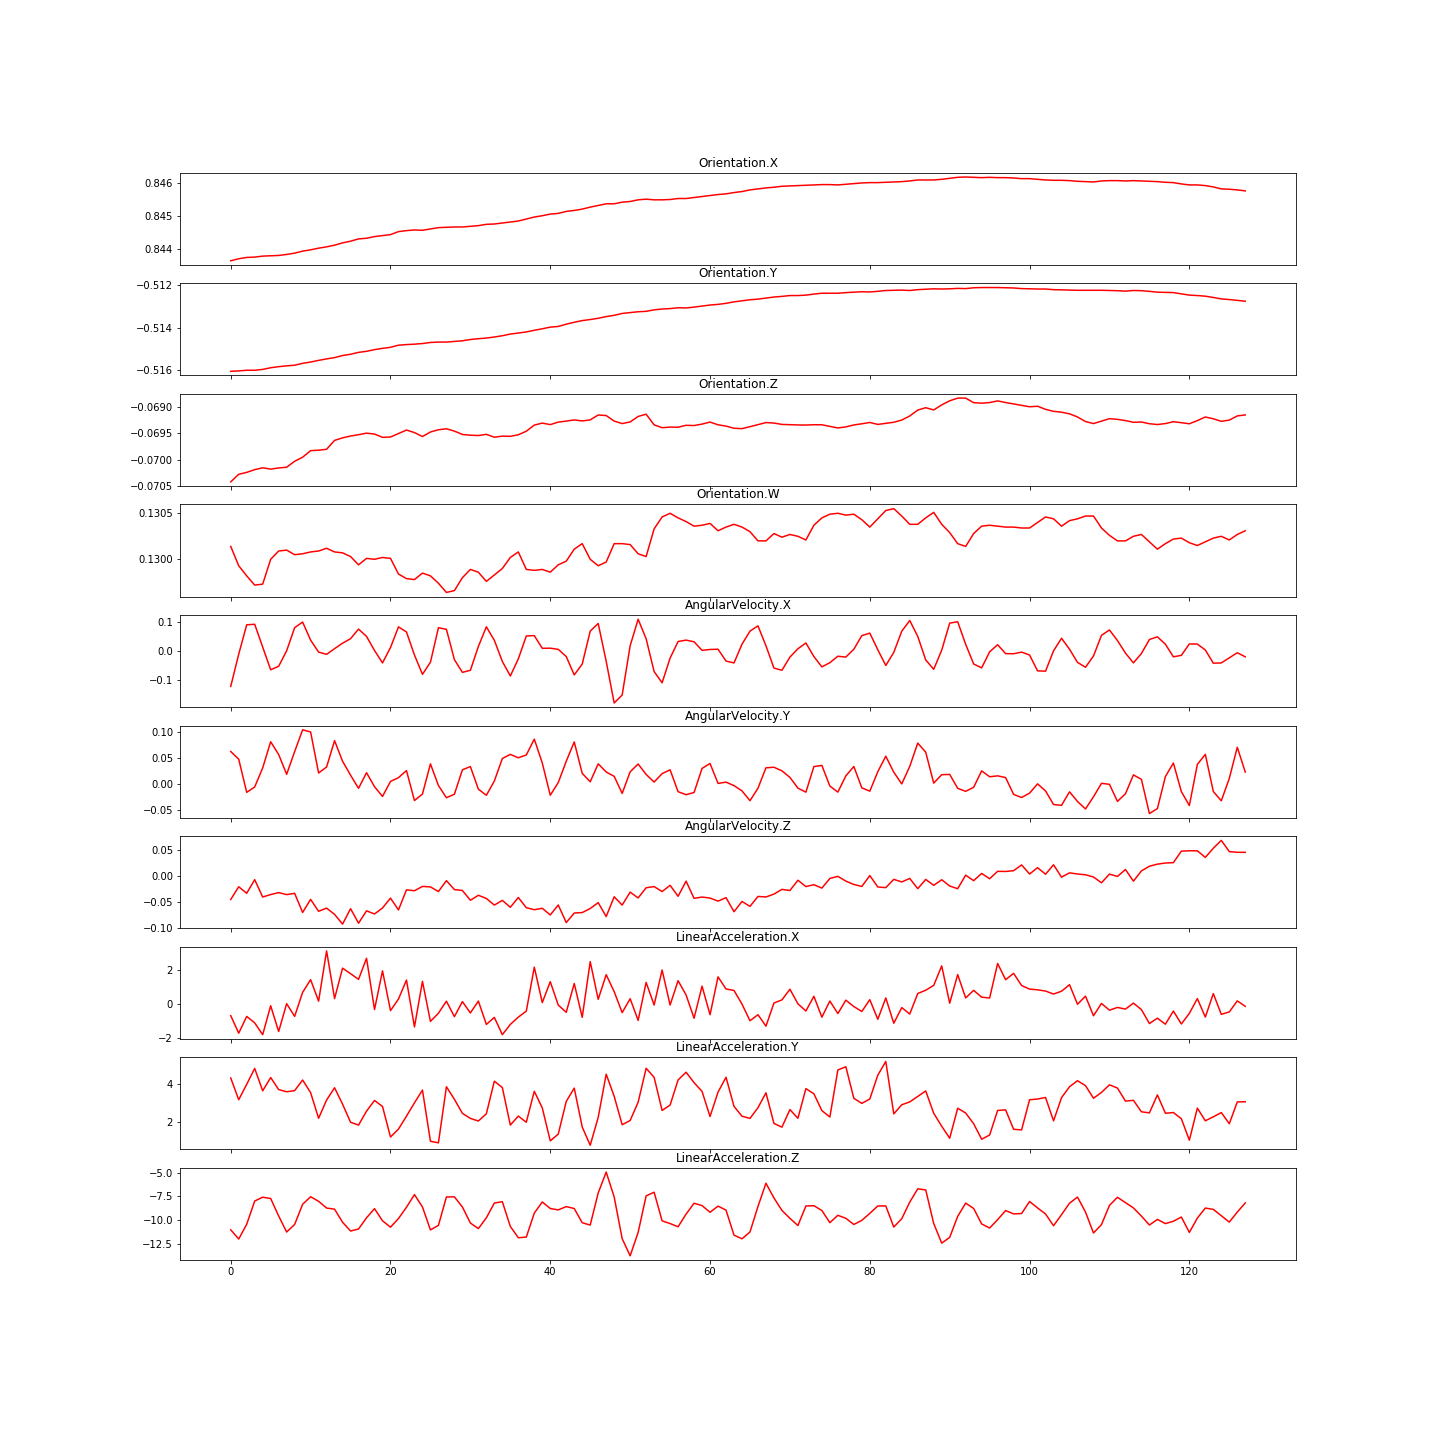 Orientation.X
0.846
0.845
0.844
Orientation.Y
−0.512
−0.514
−0.516
Orientation.Z
−0.0690
−0.0695
−0.0700
−0.0705
Orientation.W
0.1305
0.1300
AngularVelocity.X
0.1
0.0
−0.1
AngularVelocity.Y
0.10
0.05
0.00
−0.05
AngularVelocity.Z
0.05
0.00
−0.05
−0.10
LinearAcceleration.X
2
0
−2
LinearAcceleration.Y
4
2
LinearAcceleration.Z
−5.0
−7.5
−10.0
−12.5
0 20 40 60 80 100 120